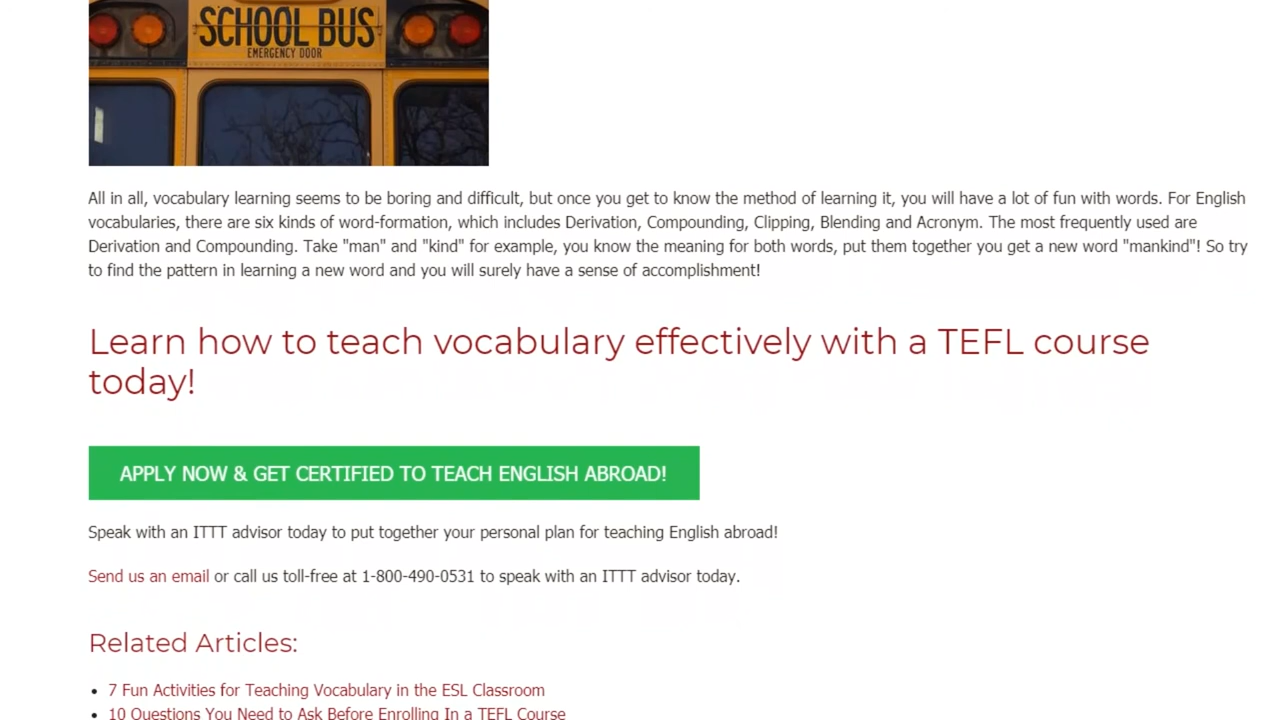 SCHOOL BUS
EMERGENCY DOOR
All in all, vocabulary learning seems to be boring and difficult, but once you get to know the method of learning it, you will have a lot of fun with words. For English
vocabularies, there are six kinds of word-formation, which includes Derivation, Compounding, Clipping, Blending and Acronym. The most frequently used are
Derivation and Compounding. Take "man" and "kind" for example, you know the meaning for both words, put them together you get a new word "mankind"! So try
to find the pattern in learning a new word and you will surely have a sense of accomplishment!
Learn how to teach vocabulary effectively with a TEFL course
today!
APPLY NOW & GET CERTIFIED TO TEACH ENGLISH ABROAD!
Speak with an ITTT advisor today to put together your personal plan for teaching English abroad!
Send us an email or call us toll-free at 1-800-490-0531 to speak with an ITTT advisor today.
Related Articles:
• 7 Fun Activities for Teaching Vocabulary in the ESL Classroom
• 10 Questions You Need to Ask Before Enrolling In a TEFL Course